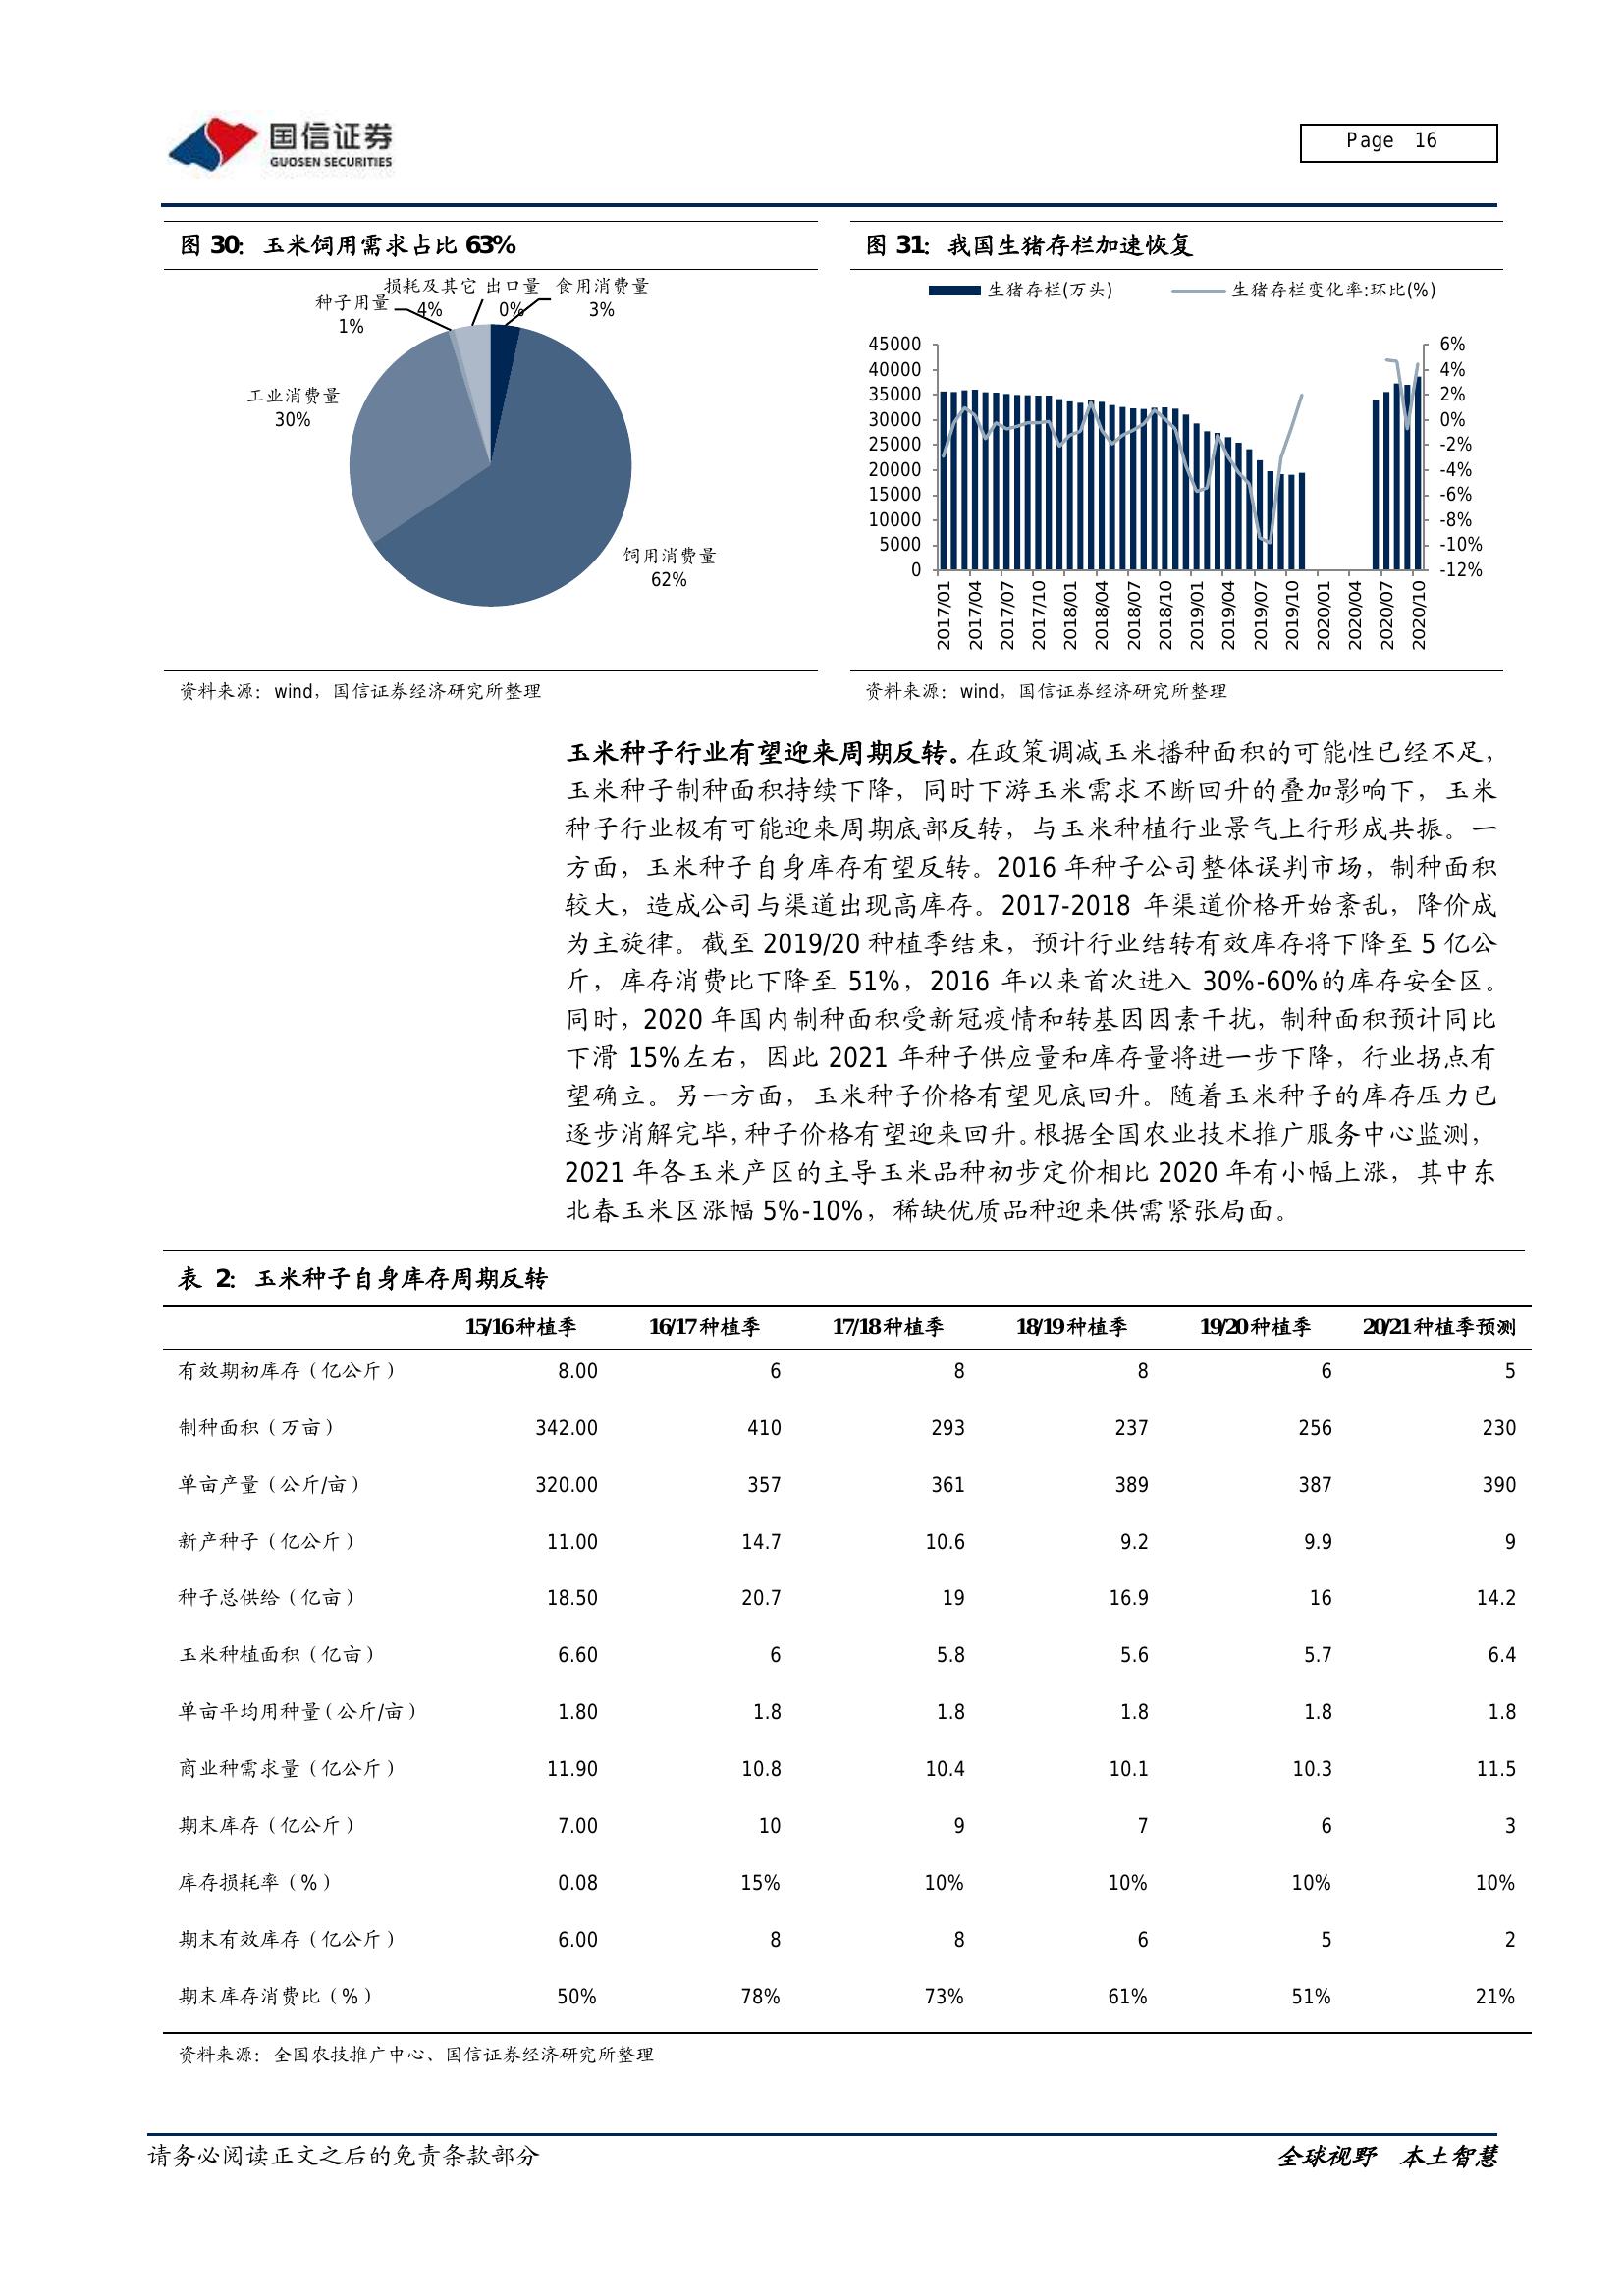 国信证券
GUOSEN SECURITIES
Page 16
图 30：玉米饲用需求占比 63%
损耗及其它 4%
出口量 0%
食用消费量 3%
种子用量 1%
工业消费量 30%
饲用消费量 62%
资料来源：wind，国信证券经济研究所整理
图 31：我国生猪存栏加速恢复
生猪存栏(万头) 生猪存栏变化率:环比(%)
45000 6%
40000 4%
35000 2%
30000 0%
25000 -2%
20000 -4%
15000 -6%
10000 -8%
5000 -10%
0 -12%
2017/01 2017/04 2017/07 2017/10 2018/01 2018/04 2018/07 2018/10 2019/01 2019/04 2019/07 2019/10 2020/01 2020/04 2020/07 2020/10
资料来源：wind，国信证券经济研究所整理
玉米种子行业有望迎来周期反转。在政策调减玉米播种面积的可能性已经不足，
玉米种子制种面积持续下降，同时下游玉米需求不断回升的叠加影响下，玉米
种子行业极有可能迎来周期底部反转，与玉米种植行业景气上行形成共振。一
方面，玉米种子自身库存有望反转。2016 年种子公司整体误判市场，制种面积
较大，造成公司与渠道出现高库存。2017-2018 年渠道价格开始紊乱，降价成
为主旋律。截至 2019/20 种植季结束，预计行业结转有效库存将下降至 5 亿公
斤，库存消费比下降至 51%，2016 年以来首次进入 30%-60%的库存安全区。
同时，2020 年国内制种面积受新冠疫情和转基因因素干扰，制种面积预计同比
下滑 15%左右，因此 2021 年种子供应量和库存量将进一步下降，行业拐点有
望确立。另一方面，玉米种子价格有望见底回升。随着玉米种子的库存压力已
逐步消解完毕，种子价格有望迎来回升。根据全国农业技术推广服务中心监测，
2021 年各玉米产区的主导玉米品种初步定价相比 2020 年有小幅上涨，其中东
北春玉米区涨幅 5%-10%，稀缺优质品种迎来供需紧张局面。
表 2：玉米种子自身库存周期反转
15/16种植季 16/17种植季 17/18种植季 18/19种植季 19/20种植季 20/21种植季预测
有效期初库存（亿公斤） 8.00 6 8 8 6 5
制种面积（万亩） 342.00 410 293 237 256 230
单亩产量（公斤/亩） 320.00 357 361 389 387 390
新产种子（亿公斤） 11.00 14.7 10.6 9.2 9.9 9
种子总供给（亿亩） 18.50 20.7 19 16.9 16 14.2
玉米种植面积（亿亩） 6.60 6 5.8 5.6 5.7 6.4
单亩平均用种量（公斤/亩） 1.80 1.8 1.8 1.8 1.8 1.8
商业种需求量（亿公斤） 11.90 10.8 10.4 10.1 10.3 11.5
期末库存（亿公斤） 7.00 10 9 7 6 3
库存损耗率（%） 0.08 15% 10% 10% 10% 10%
期末有效库存（亿公斤） 6.00 8 8 6 5 2
期末库存消费比（%） 50% 78% 73% 61% 51% 21%
资料来源：全国农技推广中心、国信证券经济研究所整理
请务必阅读正文之后的免责条款部分
全球视野 本土智慧